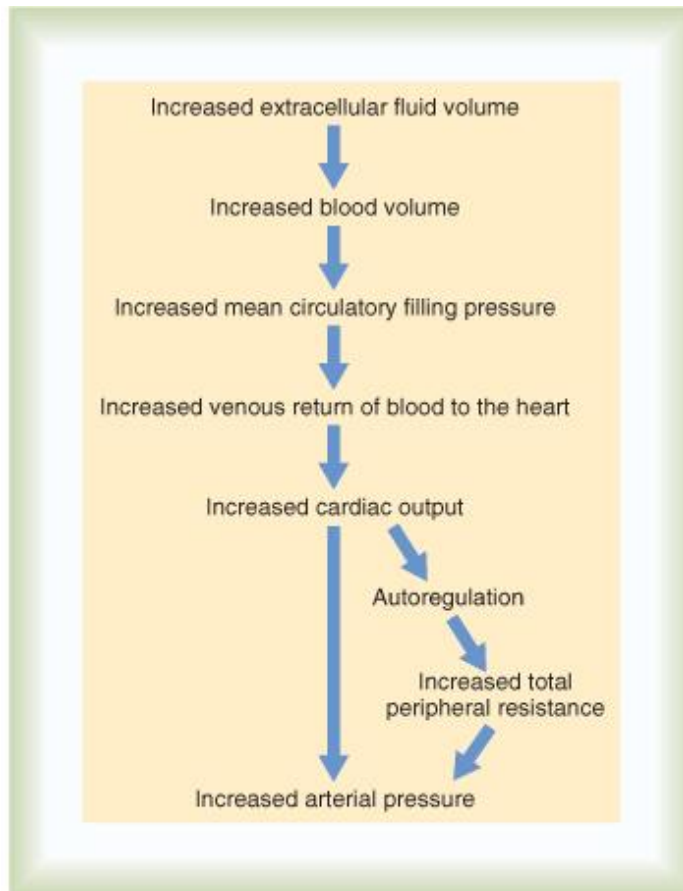 Increased extracellular fluid volume
Increased blood volume
Increased mean circulatory filling pressure
Increased venous return of blood to the heart
Increased cardiac output
Autoregulation
Increased total
peripheral resistance
Increased arterial pressure